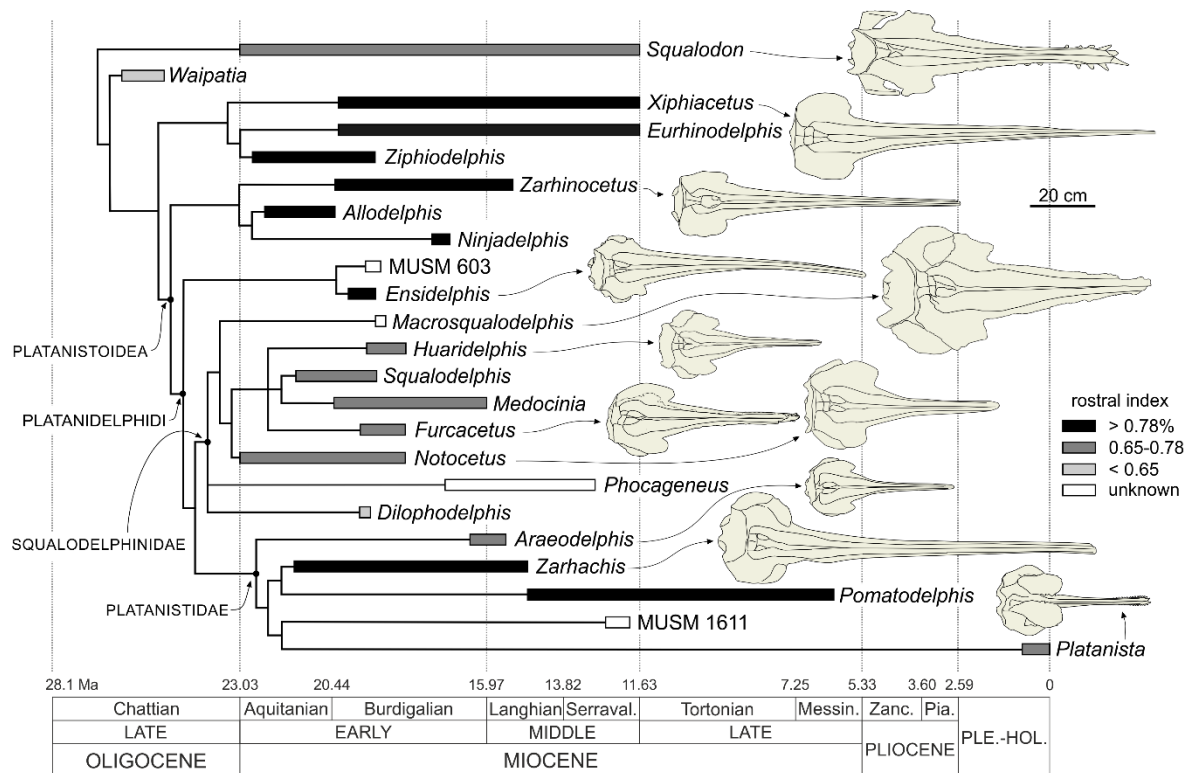 Squalodon
Waipatia
Xiphiacetus
Eurhinodelphis
Ziphiodelphis
Zarhinocetus
20 cm
Allodelphis
Ninjadelphis
MUSM 603
Ensidelphis
Macrosqualodelphis
PLATANISTOIDEA
Huaridelphis
Squalodelphis
Medocinia
PLATANIDELPHIDI
Furcacetus
Notocetus
rostral index
> 0.78%
0.65-0.78
< 0.65
unknown
Phocageneus
Dilophodelphis
SQUALODELPHINIDAE
Araeodelphis
Zarhachis
PLATANISTIDAE
Pomatodelphis
MUSM 1611
Platanista
28.1 Ma 23.03 20.44 15.97 13.82 11.63 7.25 5.33 3.60 2.59 0
Chattian Aquitanian Burdigalian Langhian Serraval. Tortonian Messin. Zanc. Pia.
LATE EARLY MIDDLE LATE PLIOCENE PLE.-HOL.
OLIGOCENE MIOCENE